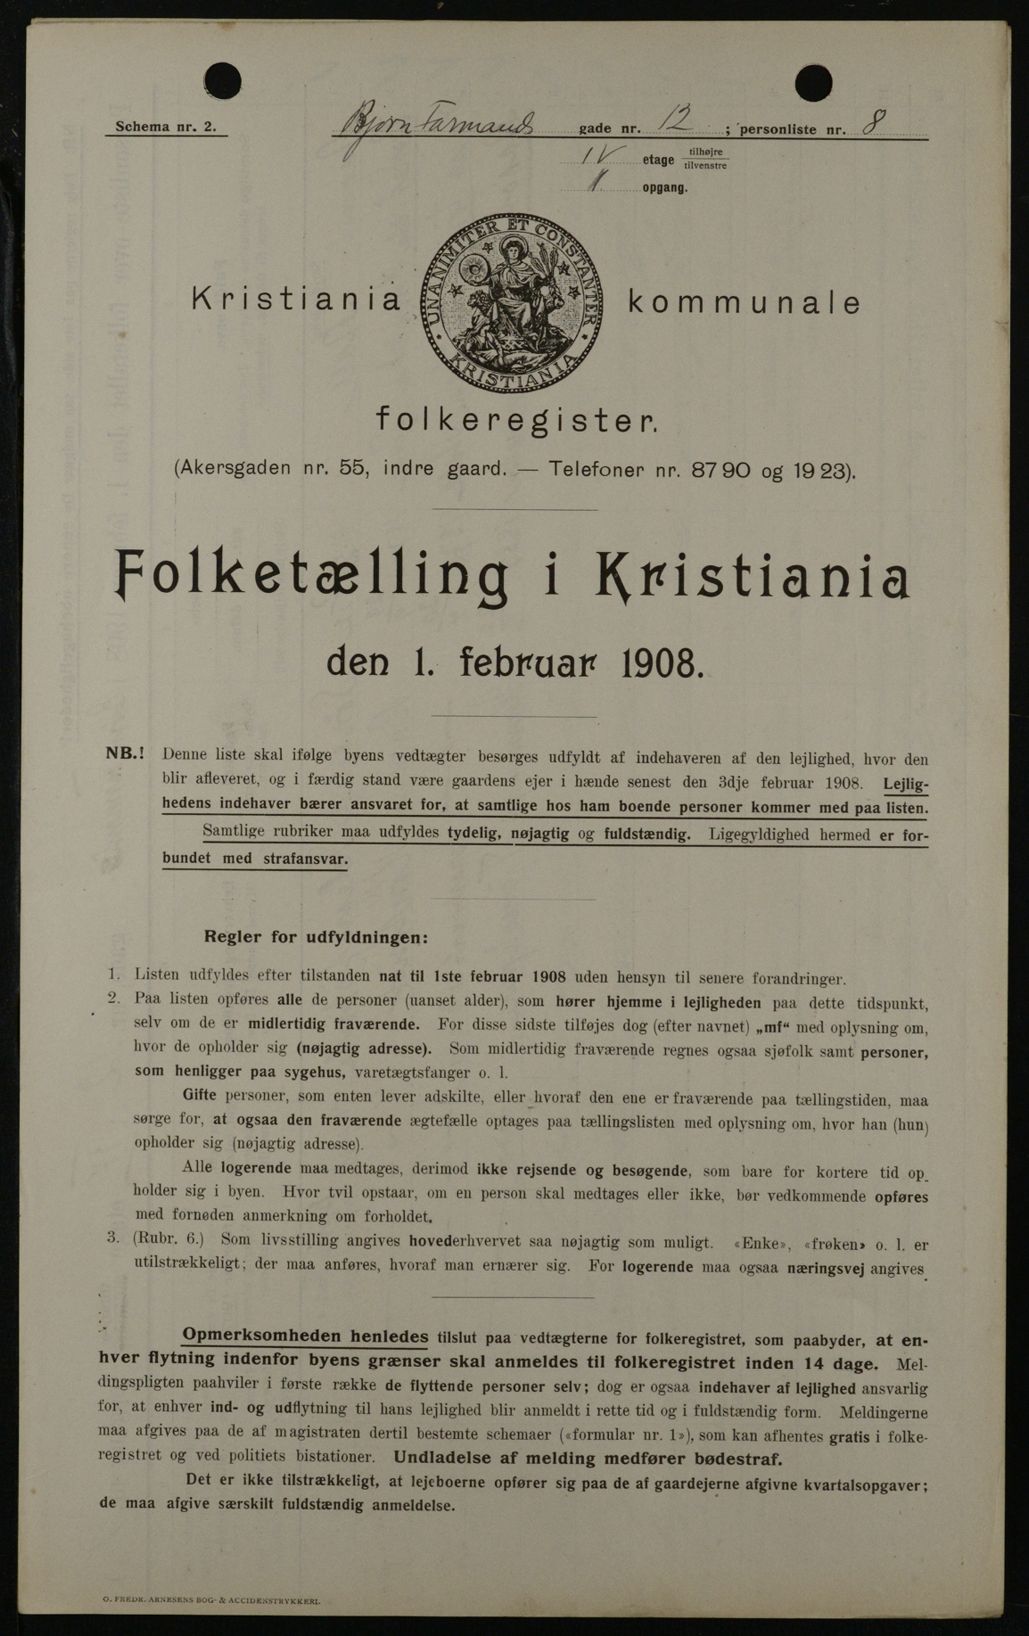 Schema nr. 2. Bjørn Farmands gade nr. 12 ; personliste nr. 8
IV etage tilhøjre
tilvenstre
opgang.
UNANIMITER ET CONSTANTER
KRISTIANIA
Kristiania kommunale
folkeregister.
(Akersgaden nr. 55, indre gaard. — Telefoner nr. 87 90 og 19 23).
Folketælling i Kristiania
den 1. februar 1908.
NB.! Denne liste skal ifølge byens vedtægter besørges udfyldt af indehaveren af den lejlighed, hvor den
blir afleveret, og i færdig stand være gaardens ejer i hænde senest den 3dje februar 1908. Lejlig-
hedens indehaver bærer ansvaret for, at samtlige hos ham boende personer kommer med paa listen.
Samtlige rubriker maa udfyldes tydelig, nøjagtig og fuldstændig. Ligegyldighed hermed er for-
bundet med strafansvar.
Regler for udfyldningen:
1. Listen udfyldes efter tilstanden nat til 1ste februar 1908 uden hensyn til senere forandringer.
2. Paa listen opføres alle de personer (uanset alder), som hører hjemme i lejligheden paa dette tidspunkt,
selv om de er midlertidig fraværende. For disse sidste tilføjes dog (efter navnet) „mf“ med oplysning om,
hvor de opholder sig (nøjagtig adresse). Som midlertidig fraværende regnes ogsaa sjøfolk samt personer,
som henligger paa sygehus, varetægtsfanger o. l.
Gifte personer, som enten lever adskilte, eller hvoraf den ene er fraværende paa tællingstiden, maa
sørge for, at ogsaa den fraværende ægtefælle optages paa tællingslisten med oplysning om, hvor han (hun)
opholder sig (nøjagtig adresse).
Alle logerende maa medtages, derimod ikke rejsende og besøgende, som bare for kortere tid op
holder sig i byen. Hvor tvil opstaar, om en person skal medtages eller ikke, bør vedkommende opføres
med fornøden anmerkning om forholdet.
3. (Rubr. 6.) Som livsstilling angives hovederhvervet saa nøjagtig som muligt. «Enke», «frøken» o. l. er
utilstrækkeligt; der maa anføres, hvoraf man ernærer sig. For logerende maa ogsaa næringsvej angives.
Opmerksomheden henledes tilslut paa vedtægterne for folkeregistret, som paabyder, at en-
hver flytning indenfor byens grænser skal anmeldes til folkeregistret inden 14 dage. Mel-
dingspligten paahviler i første række de flyttende personer selv; dog er ogsaa indehaver af lejlighed ansvarlig
for, at enhver ind- og udflytning til hans lejlighed blir anmeldt i rette tid og i fuldstændig form. Meldingerne
maa afgives paa de af magistraten dertil bestemte schemaer («formular nr. 1»), som kan afhentes gratis i folke-
registret og ved politiets bistationer. Undladelse af melding medfører bødestraf.
Det er ikke tilstrækkeligt, at lejeboerne opfører sig paa de af gaardejerne afgivne kvartalsopgaver;
de maa afgive særskilt fuldstændig anmeldelse.
O. FREDR. ARNESENS BOG- & ACCIDENSTRYKKERI.